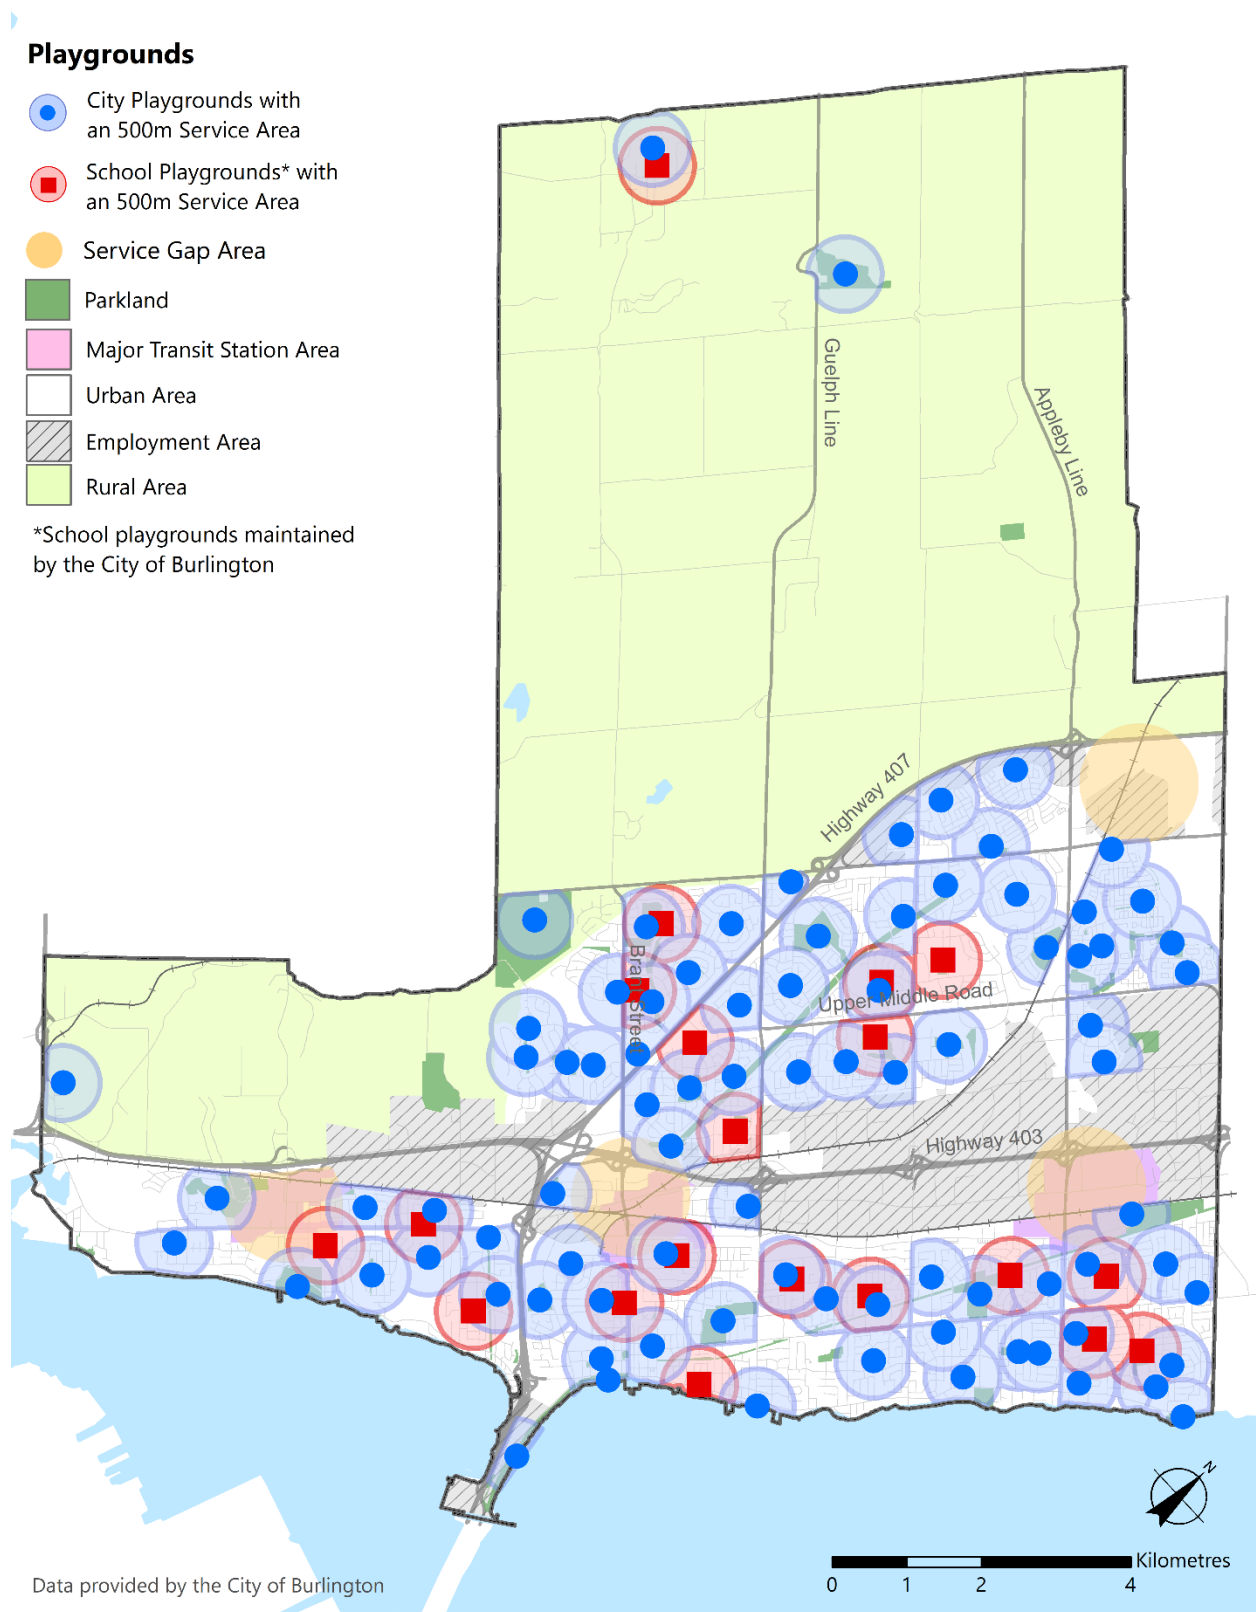 Playgrounds
City Playgrounds with
an 500m Service Area
School Playgrounds* with
an 500m Service Area
Service Gap Area
Parkland
Major Transit Station Area
Urban Area
Employment Area
Rural Area
*School playgrounds maintained
by the City of Burlington
Guelph Line
Appleby Line
Highway 407
Brant Street
Upper Middle Road
Highway 403
N
Kilometres
0 1 2 4
Data provided by the City of Burlington